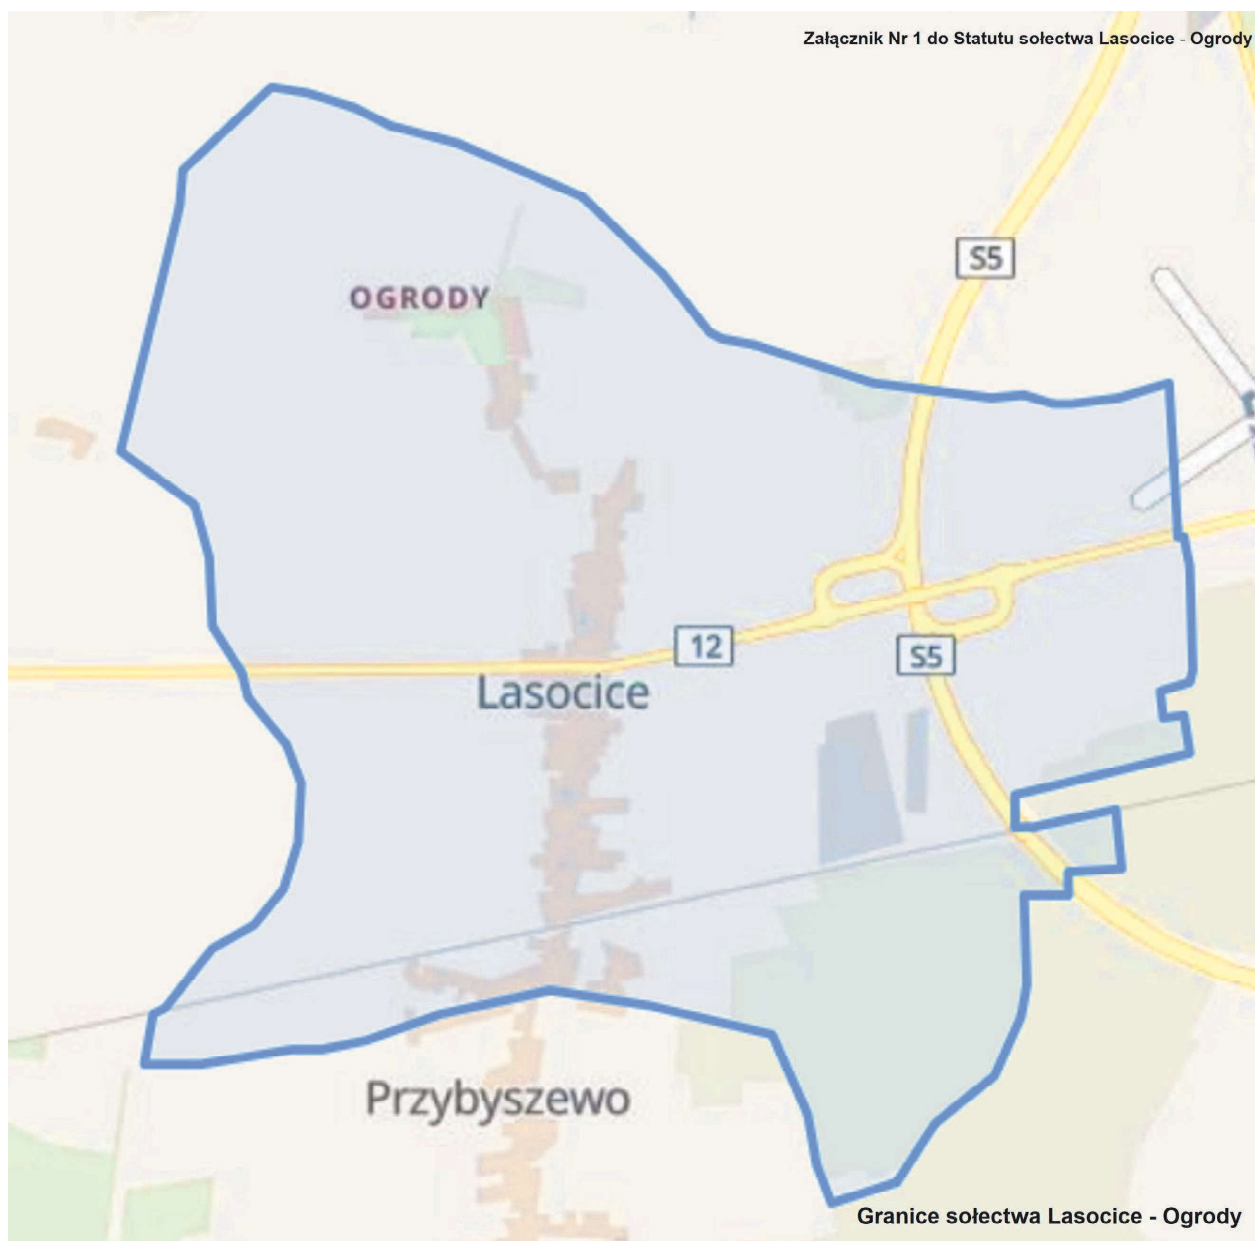 Załącznik Nr 1 do Statutu sołectwa Lasocice - Ogrody
S5
OGRODY
12
S5
Lasocice
Przybyszewo
Granice sołectwa Lasocice - Ogrody